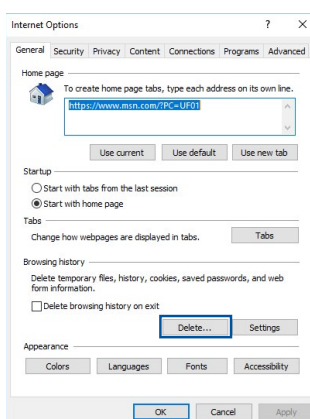 Internet Options ? X
General Security Privacy Content Connections Programs Advanced
Home page
To create home page tabs, type each address on its own line.
https://www.msn.com/?PC=UF01
Use current Use default Use new tab
Startup
Start with tabs from the last session
Start with home page
Tabs
Change how webpages are displayed in tabs. Tabs
Browsing history
Delete temporary files, history, cookies, saved passwords, and web
form information.
Delete browsing history on exit
Delete... Settings
Appearance
Colors Languages Fonts Accessibility
OK Cancel Apply